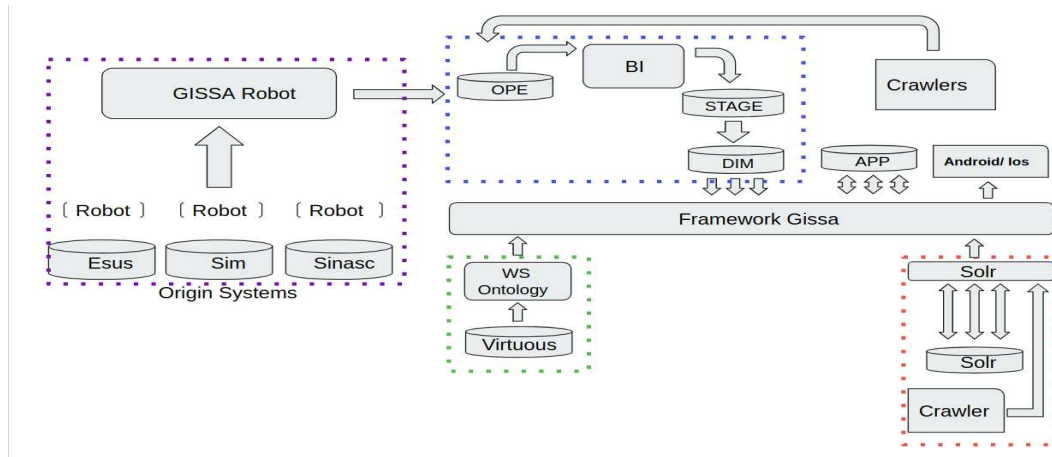 GISSA Robot
[ Robot ]
[ Robot ]
[ Robot ]
Esus
Sim
Sinasc
Origin Systems
OPE
BI
STAGE
DIM
Crawlers
APP
Android/ Ios
Framework Gissa
WS
Ontology
Virtuous
Solr
Solr
Crawler